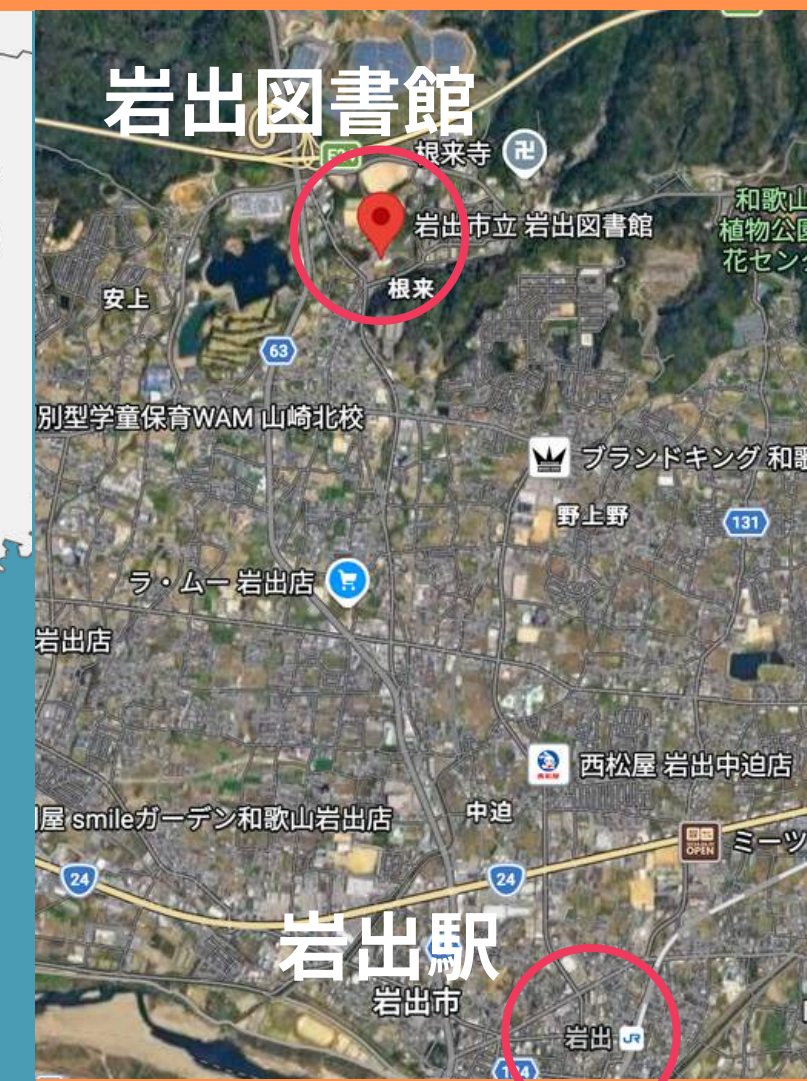 岩出図書館
根来寺
岩出市立 岩出図書館
和歌山
植物公園
花セン
根来
安上
63
別型学童保育WAM 山崎北校
ブランドキング 和歌
野上野
131
ラ・ムー 岩出店
岩出店
西松屋 岩出中迫店
屋 smileガーデン和歌山岩出店
中迫
OPEN
ミーツ
24
24
岩出駅
岩出市
岩出
JR